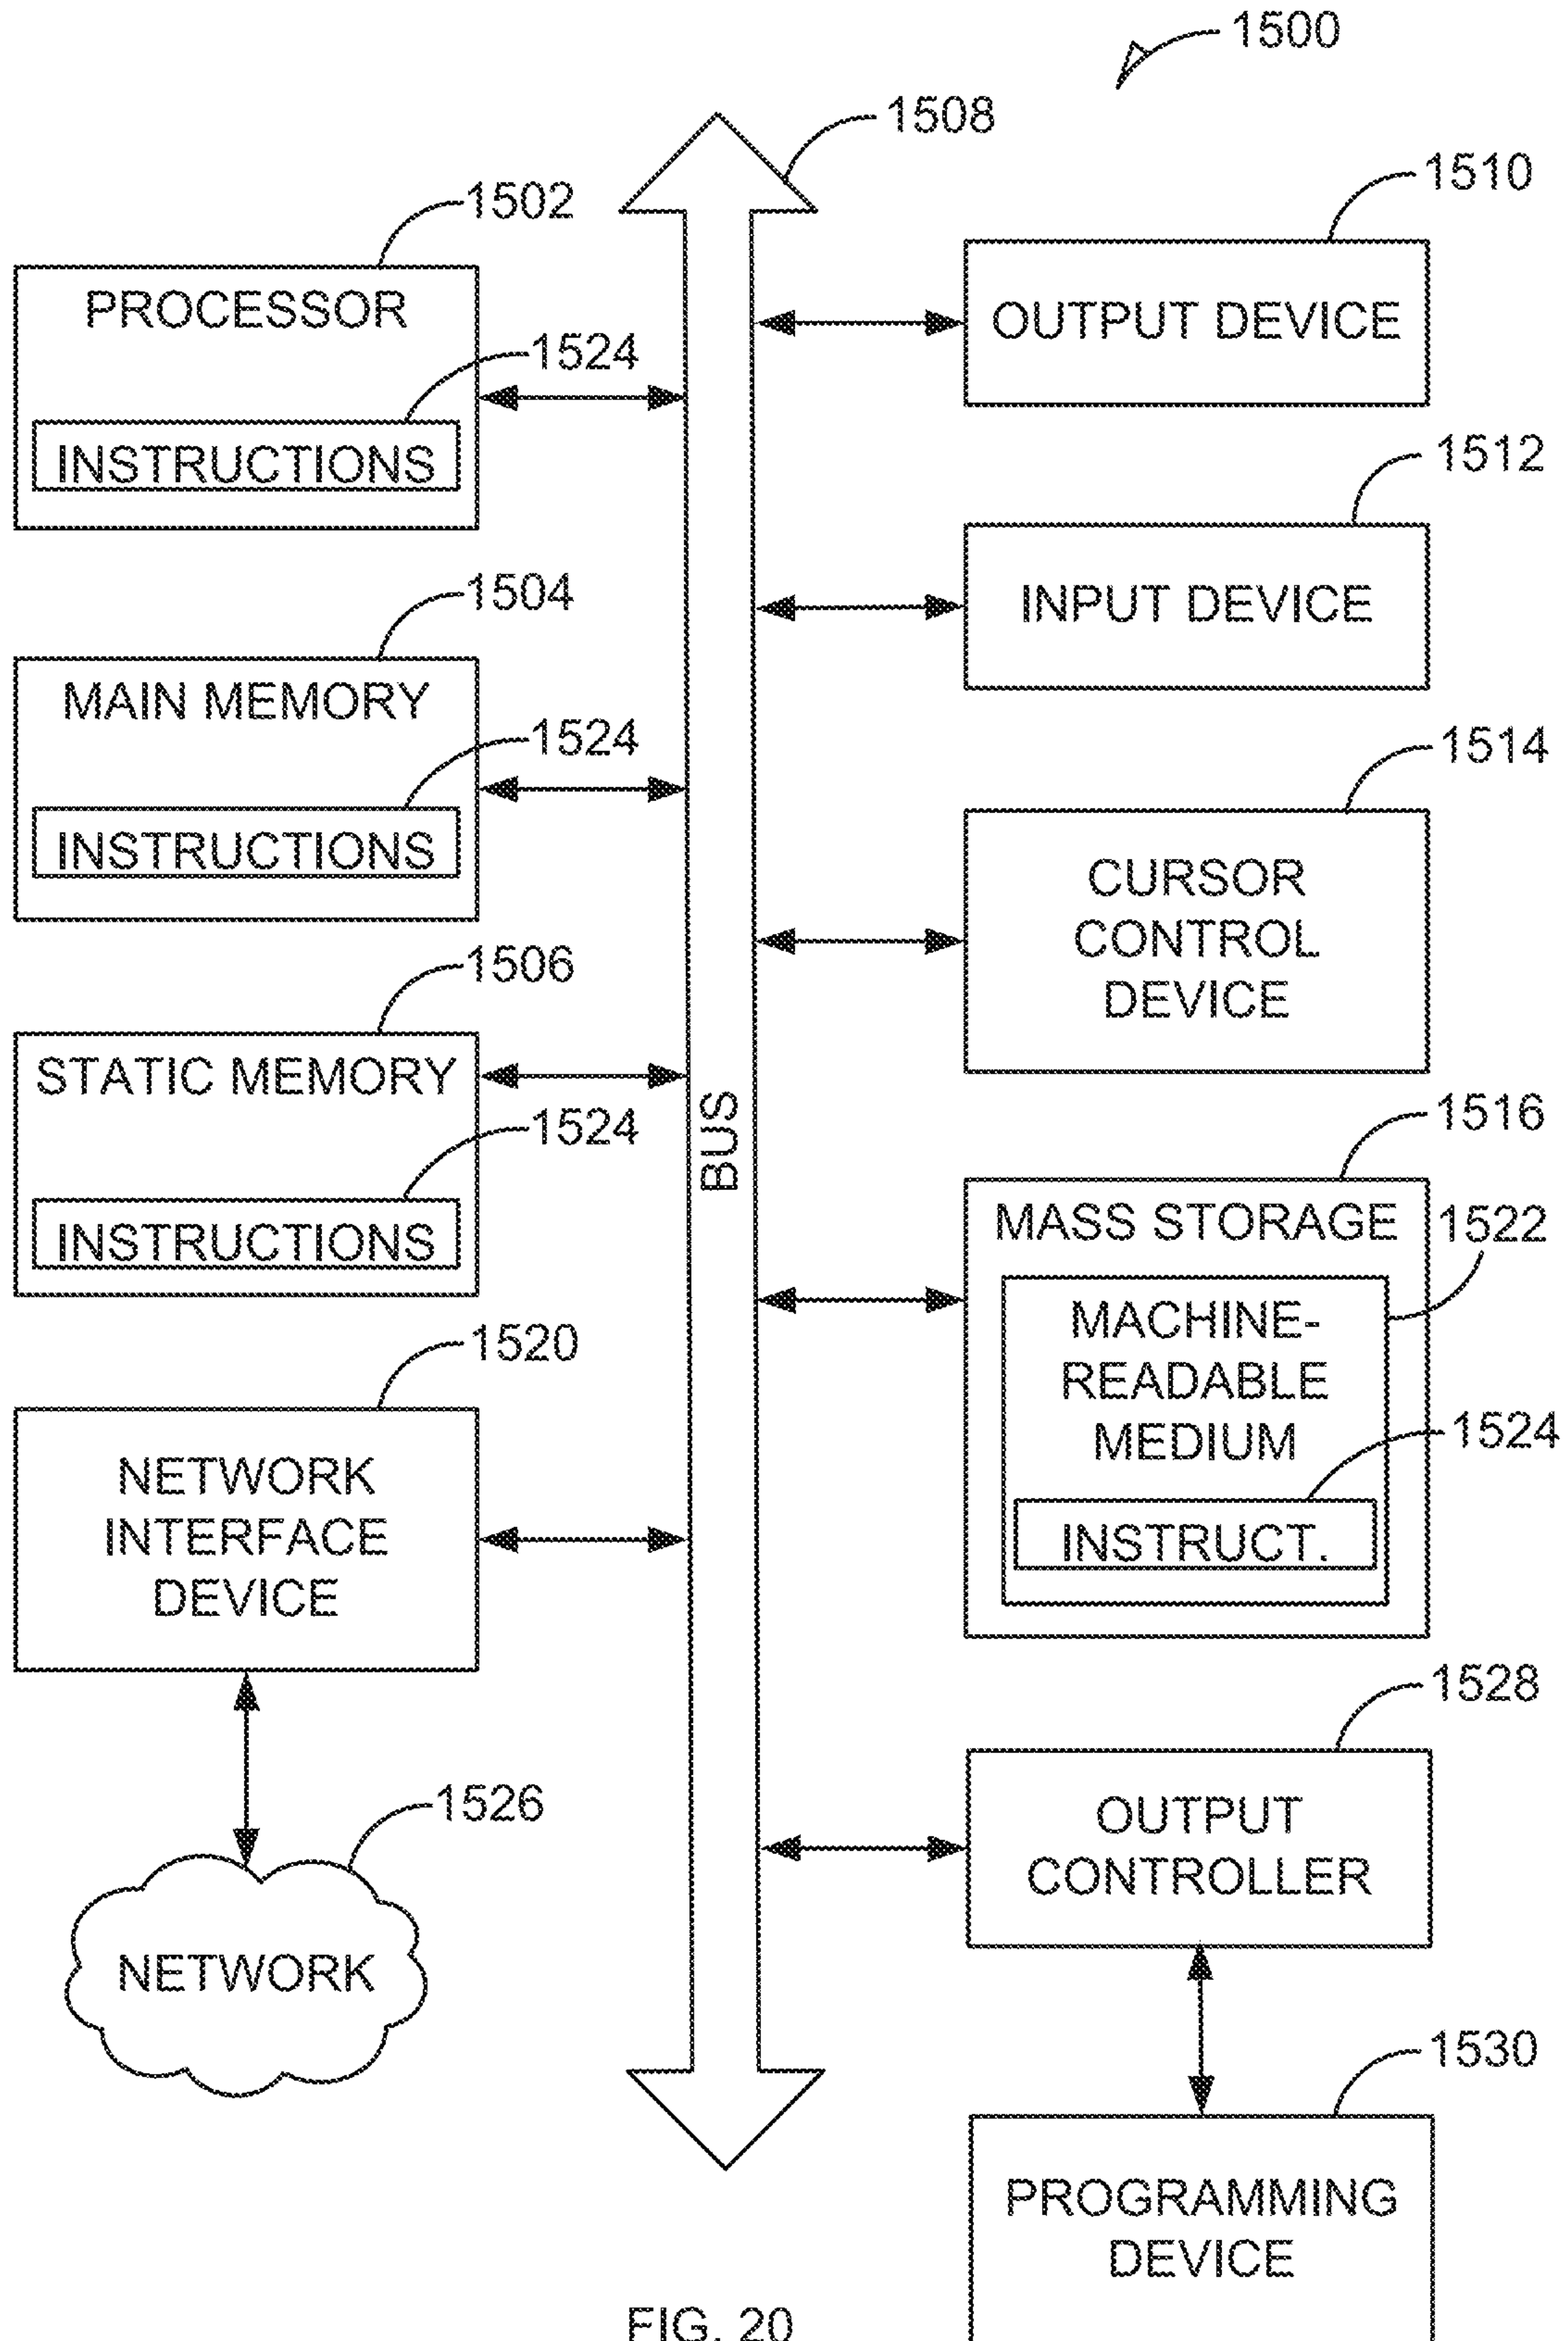 1500
1508
1502
PROCESSOR
1524
INSTRUCTIONS
1504
MAIN MEMORY
1524
INSTRUCTIONS
1506
STATIC MEMORY
1524
INSTRUCTIONS
1520
NETWORK
INTERFACE
DEVICE
1526
NETWORK
BUS
1510
OUTPUT DEVICE
1512
INPUT DEVICE
1514
CURSOR
CONTROL
DEVICE
1516
MASS STORAGE
1522
MACHINE-
READABLE
MEDIUM
1524
INSTRUCT.
1528
OUTPUT
CONTROLLER
1530
PROGRAMMING
DEVICE
FIG. 20